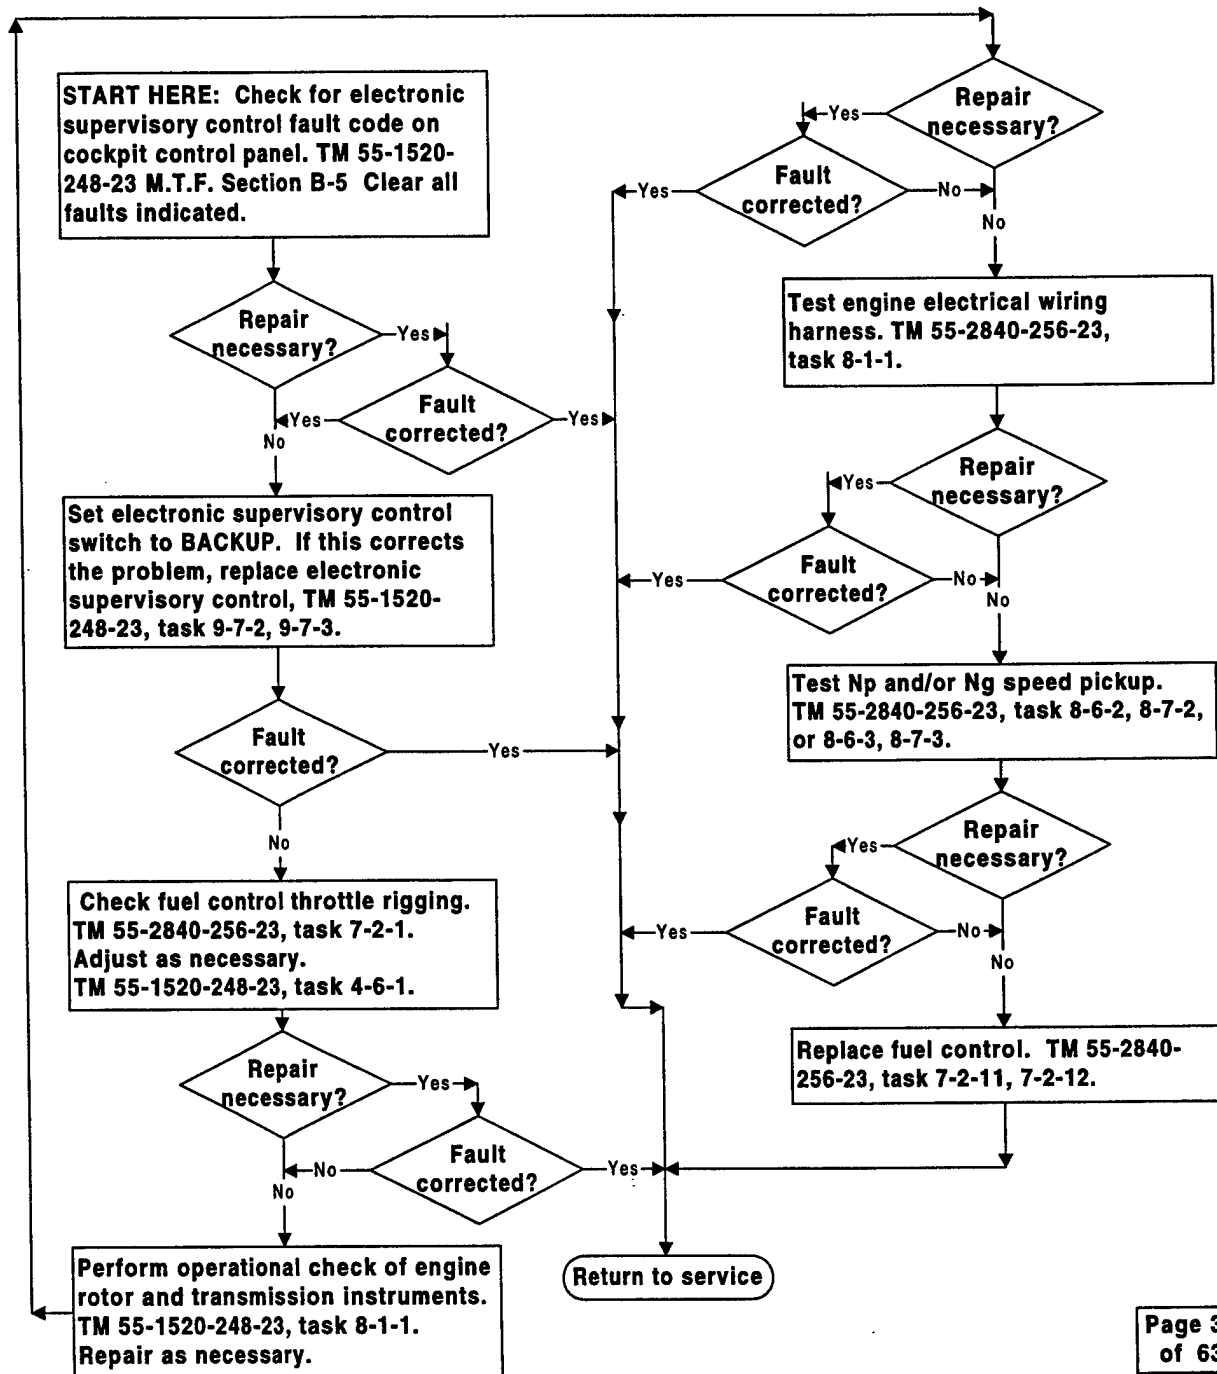 START HERE: Check for electronic
supervisory control fault code on
cockpit control panel. TM 55-1520-
248-23 M.T.F. Section B-5 Clear all
faults indicated.
Repair
necessary?
Yes
Fault
corrected?
Yes
Yes
No
Set electronic supervisory control
switch to BACKUP. If this corrects
the problem, replace electronic
supervisory control, TM 55-1520-
248-23, task 9-7-2, 9-7-3.
Fault
corrected?
Yes
No
Check fuel control throttle rigging.
TM 55-2840-256-23, task 7-2-1.
Adjust as necessary.
TM 55-1520-248-23, task 4-6-1.
Repair
necessary?
Yes
Fault
corrected?
No
Yes
No
Perform operational check of engine
rotor and transmission instruments.
TM 55-1520-248-23, task 8-1-1.
Repair as necessary.
Repair
necessary?
Yes
Fault
corrected?
Yes
No
No
Test engine electrical wiring
harness. TM 55-2840-256-23,
task 8-1-1.
Repair
necessary?
Yes
Fault
corrected?
Yes
No
No
Test Np and/or Ng speed pickup.
TM 55-2840-256-23, task 8-6-2, 8-7-2,
or 8-6-3, 8-7-3.
Repair
necessary?
Yes
Fault
corrected?
Yes
No
No
Replace fuel control. TM 55-2840-
256-23, task 7-2-11, 7-2-12.
Return to service
Page 3
of 63